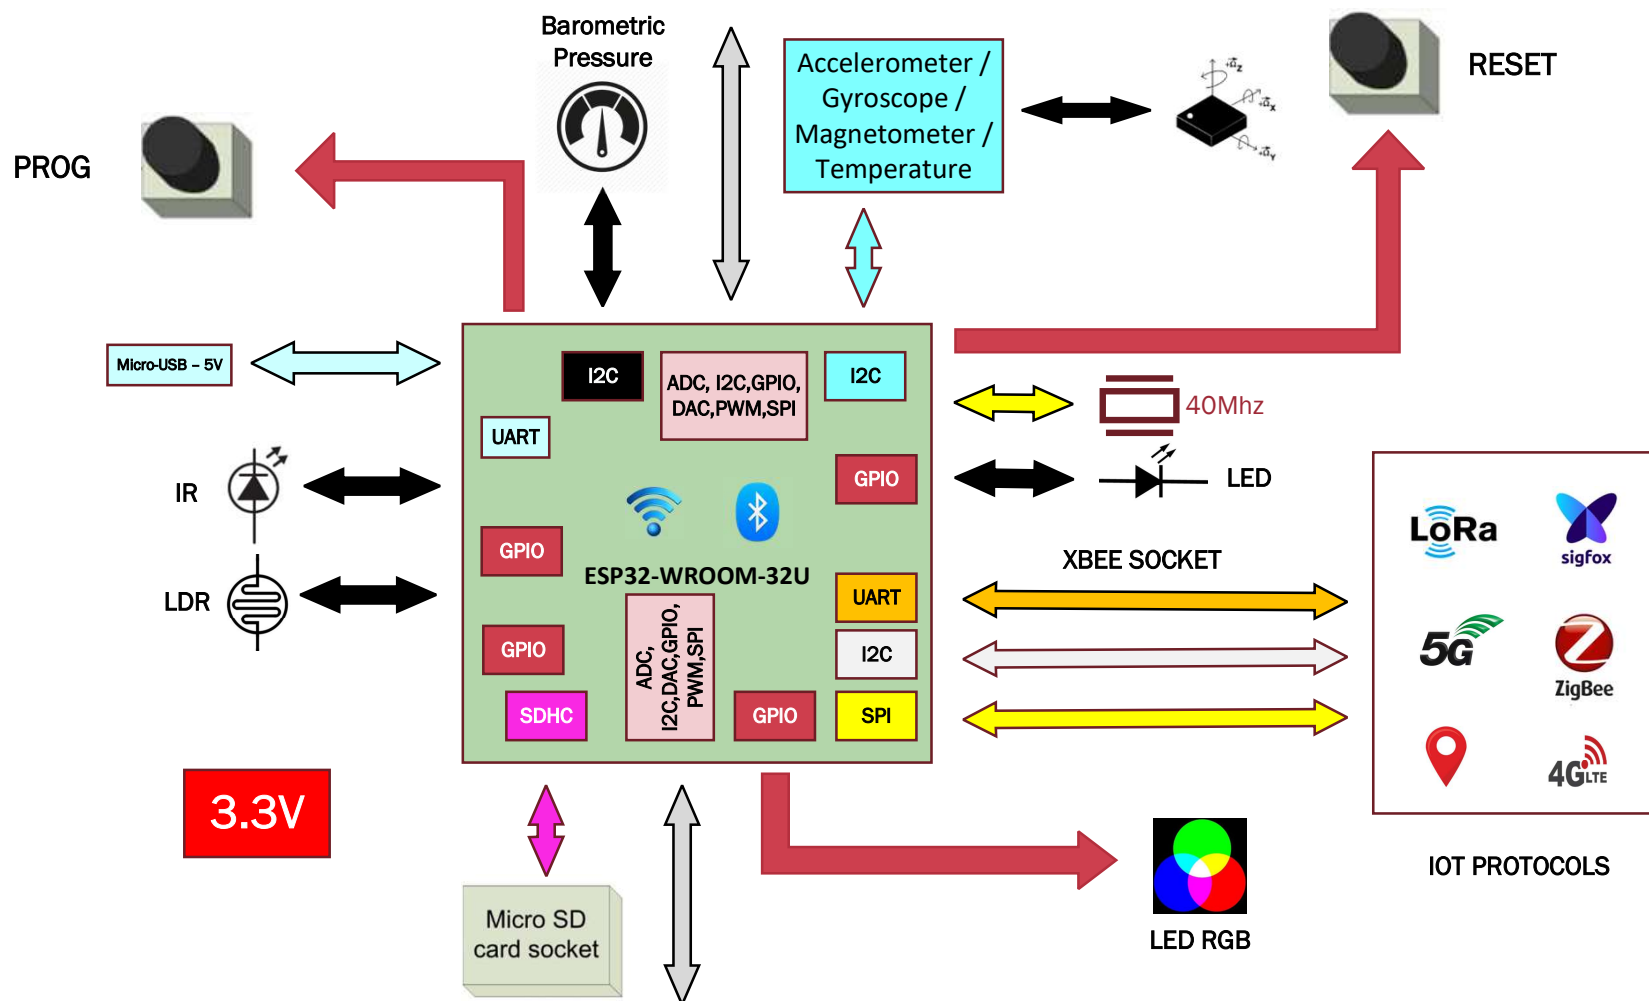 Barometric
Pressure
Accelerometer /
Gyroscope /
Magnetometer /
Temperature
RESET
PROG
Micro-USB – 5V
I2C
ADC, I2C,GPIO,
DAC,PWM,SPI
I2C
40Mhz
UART
IR
GPIO
LED
LoRa
sigfox
GPIO
XBEE SOCKET
ESP32-WROOM-32U
LDR
UART
ADC,
I2C,DAC,GPIO,
PWM,SPI
GPIO
I2C
5G
ZigBee
SDHC
GPIO
SPI
4G LTE
3.3V
IOT PROTOCOLS
Micro SD
card socket
LED RGB